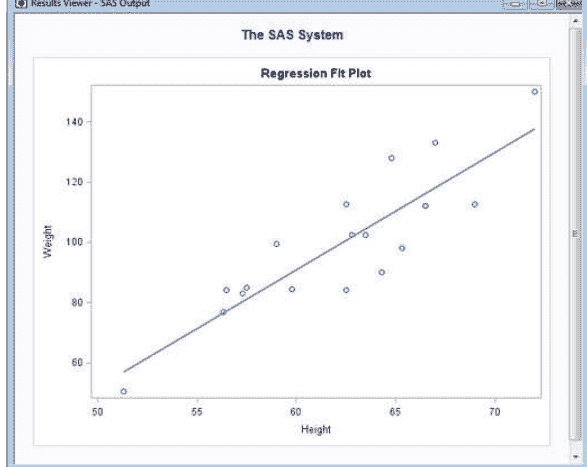 Results Viewer - SAS Output
The SAS System
Regression Fit Plot
140
120
100
80
60
Weight
50 55 60 65 70
Height